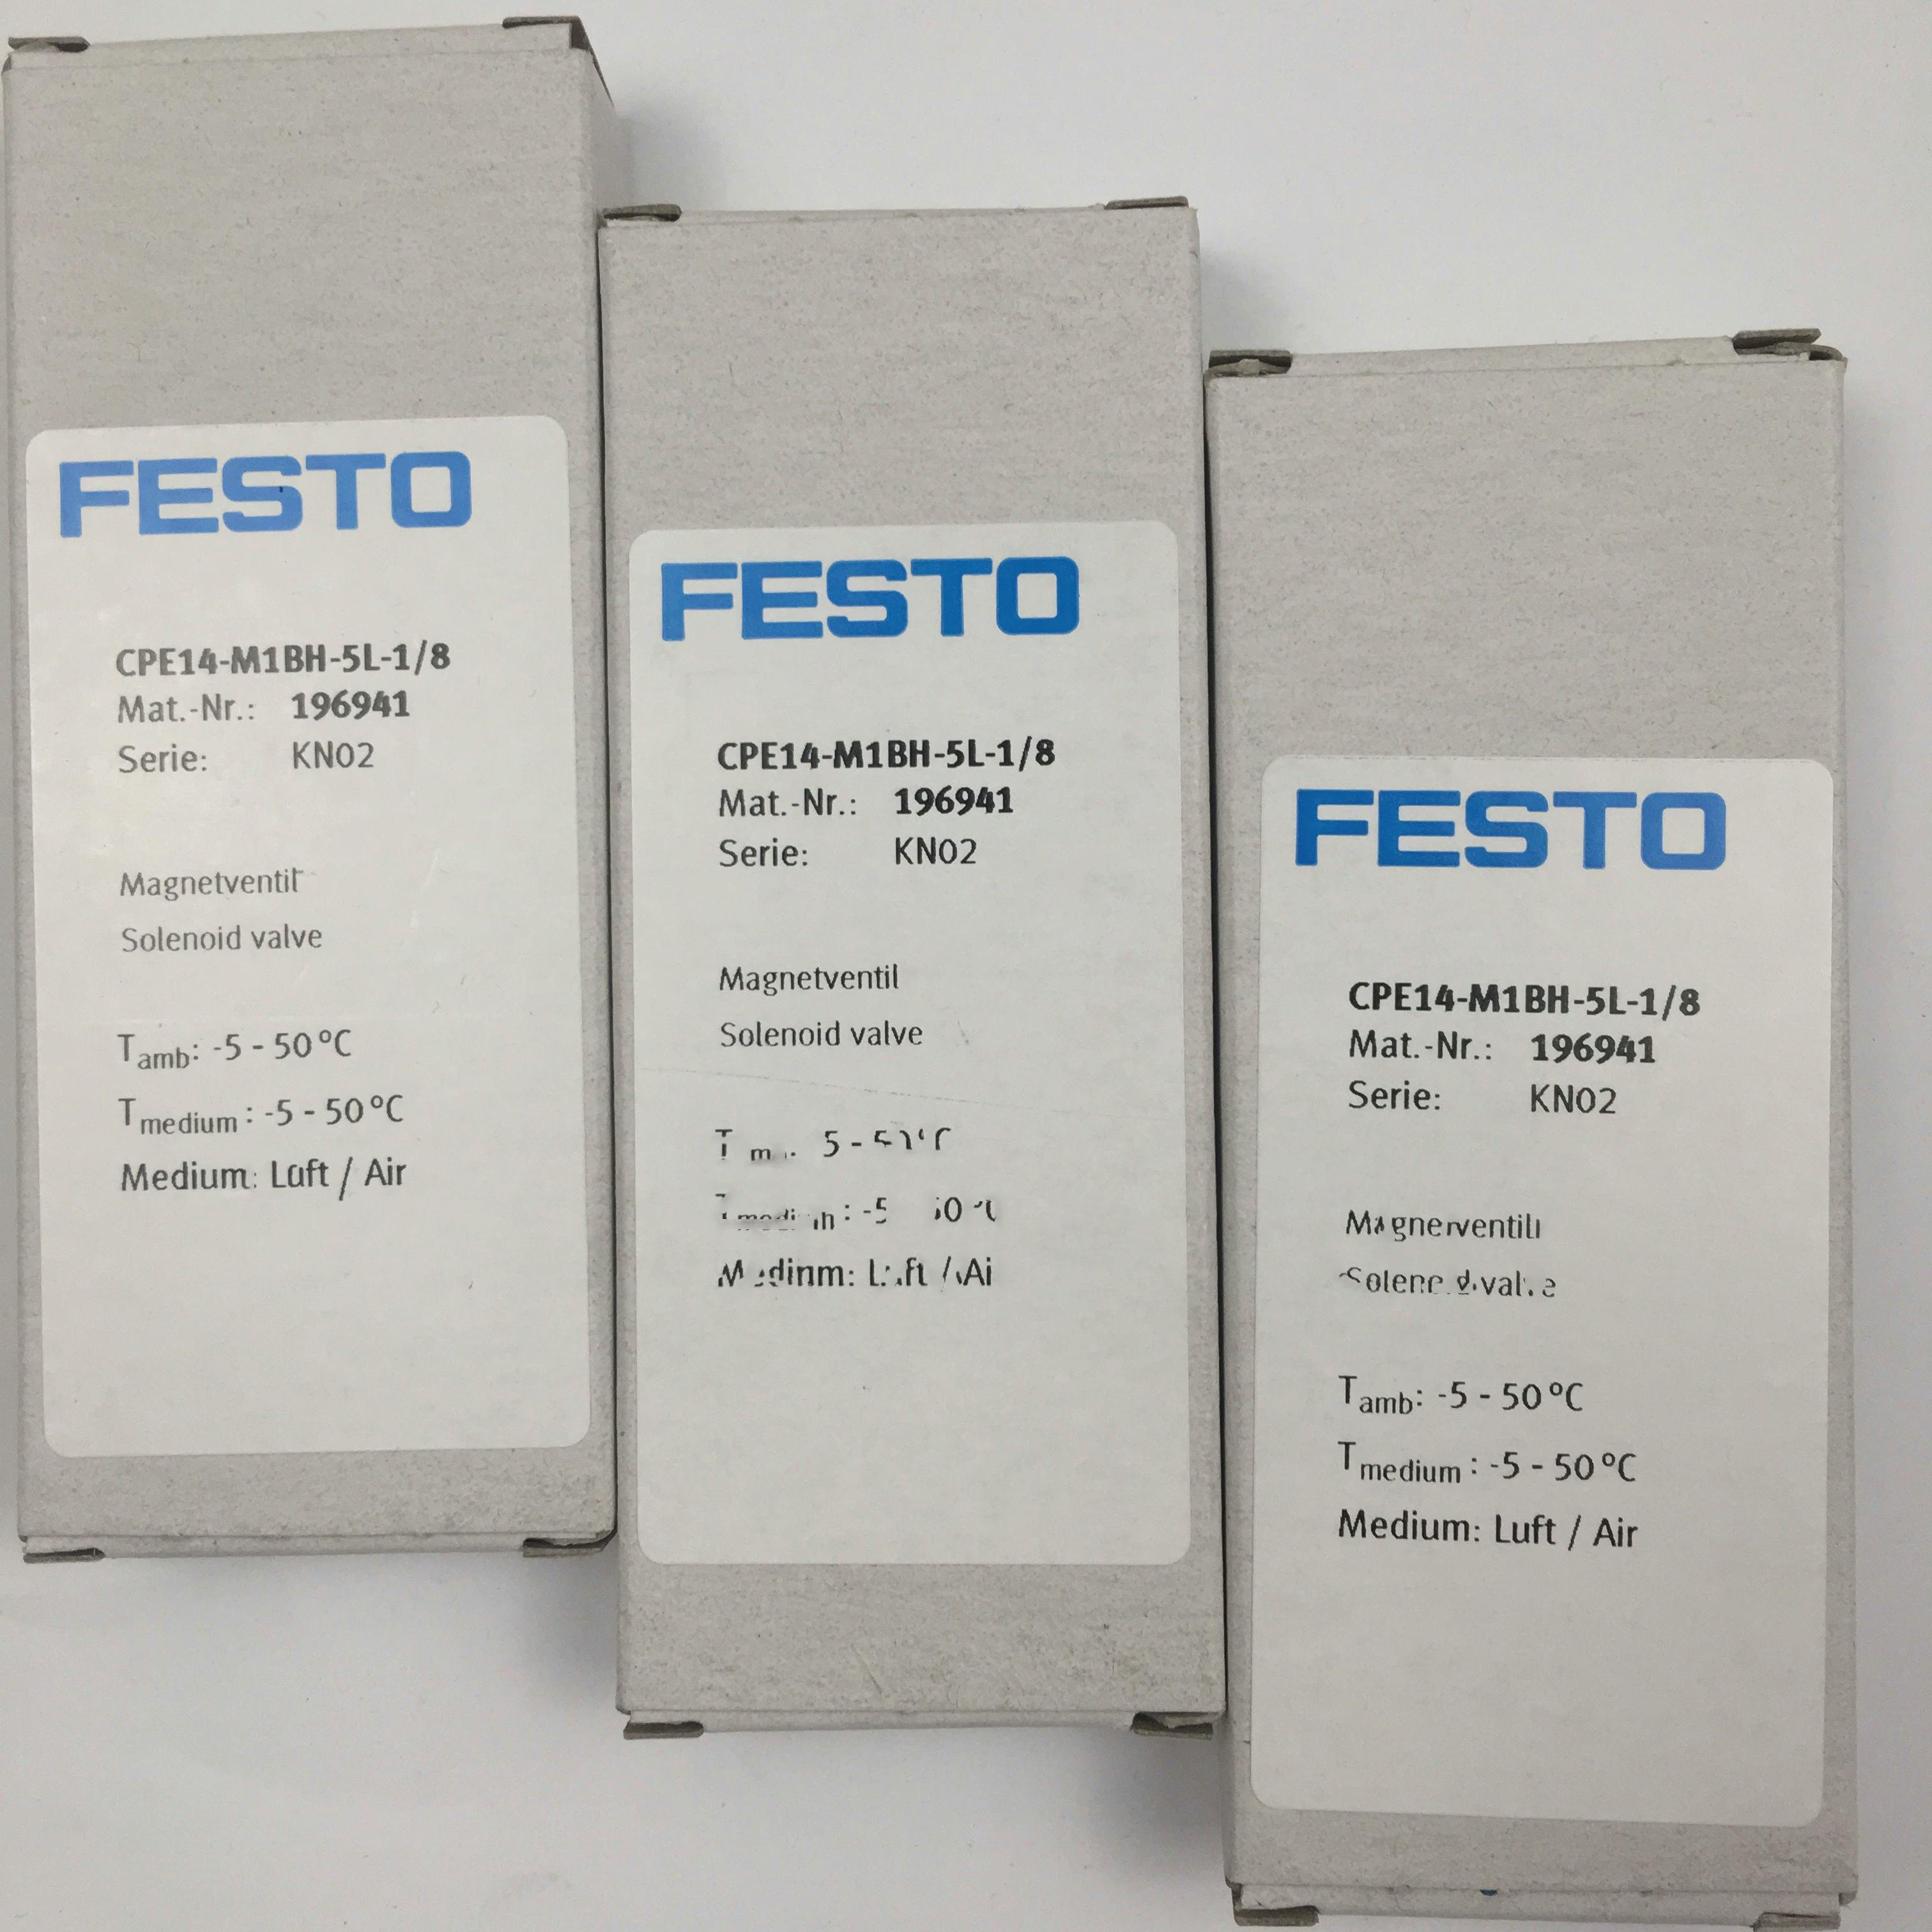 FESTO
CPE14-M1BH-5L-1/8
Mat.-Nr.: 196941
Serie: KN02
Magnetventil
Solenoid valve
Tamb: -5 - 50°C
Tmedium: -5 - 50°C
Medium: Luft / Air
FESTO
CPE14-M1BH-5L-1/8
Mat.-Nr.: 196941
Serie: KN02
Magnetventil
Solenoid valve
FESTO
CPE14-M1BH-5L-1/8
Mat.-Nr.: 196941
Serie: KN02
Tamb: -5 - 50°C
Tmedium: -5 - 50°C
Medium: Luft / Air